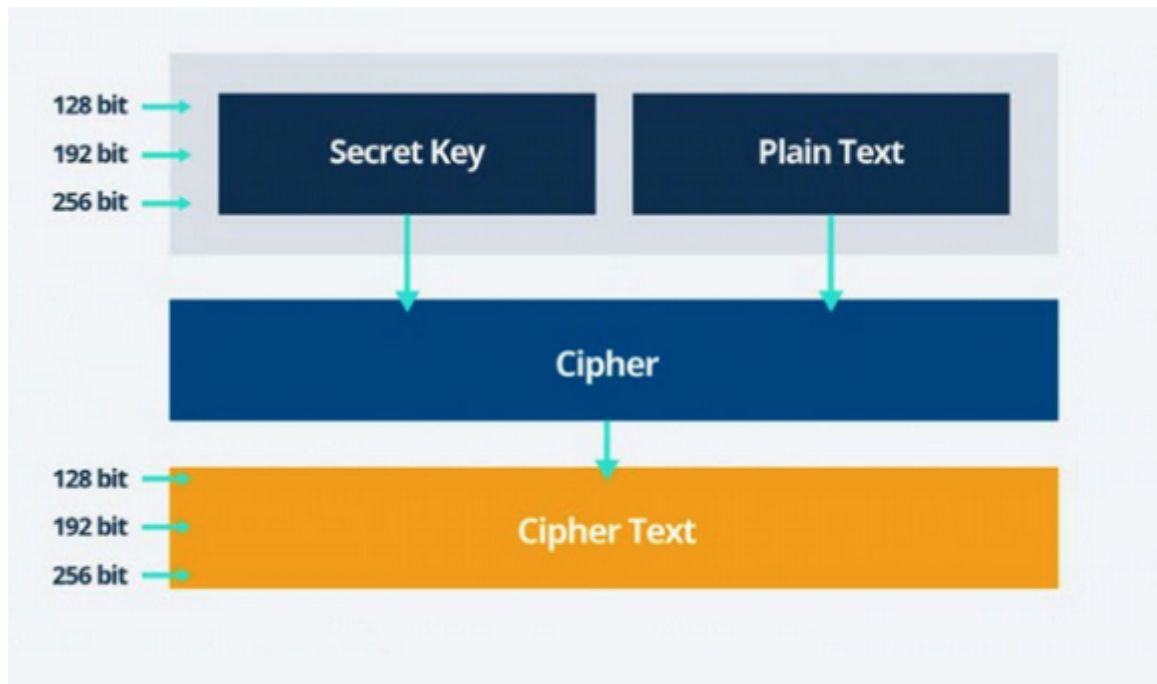 128 bit
192 bit
256 bit
Secret Key
Plain Text
Cipher
128 bit
192 bit
256 bit
Cipher Text